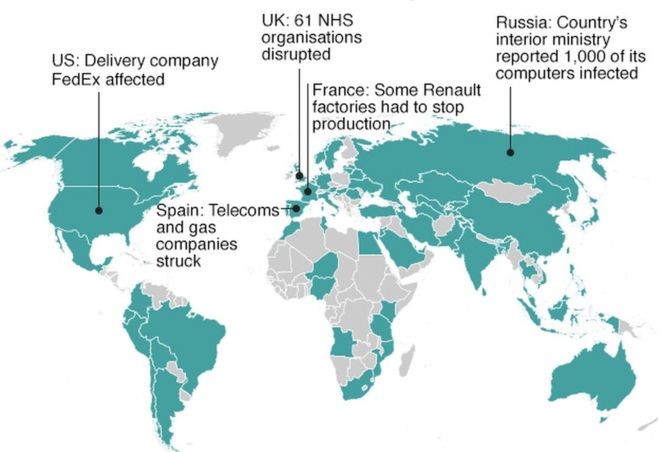 UK: 61 NHS
organisations
disrupted
Russia: Country's
interior ministry
reported 1,000 of its
computers infected
US: Delivery company
FedEx affected
France: Some Renault
factories had to stop
production
Spain: Telecoms
and gas
companies
struck